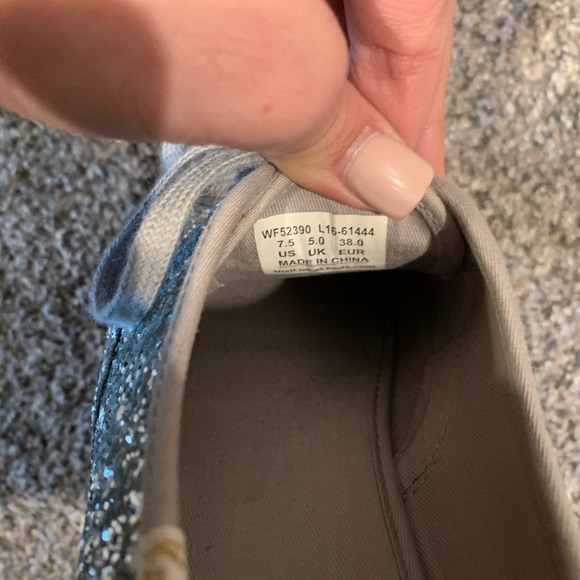 WF52390 L16-61444
7.5 5.0 38.0
US UK EUR
MADE IN CHINA